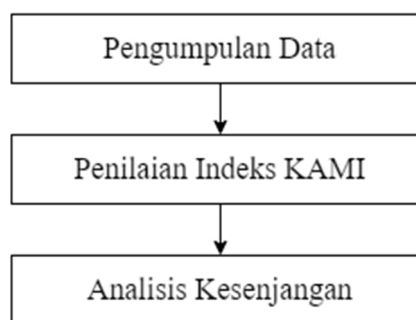 Pengumpulan Data
Penilaian Indeks KAMI
Analisis Kesenjangan